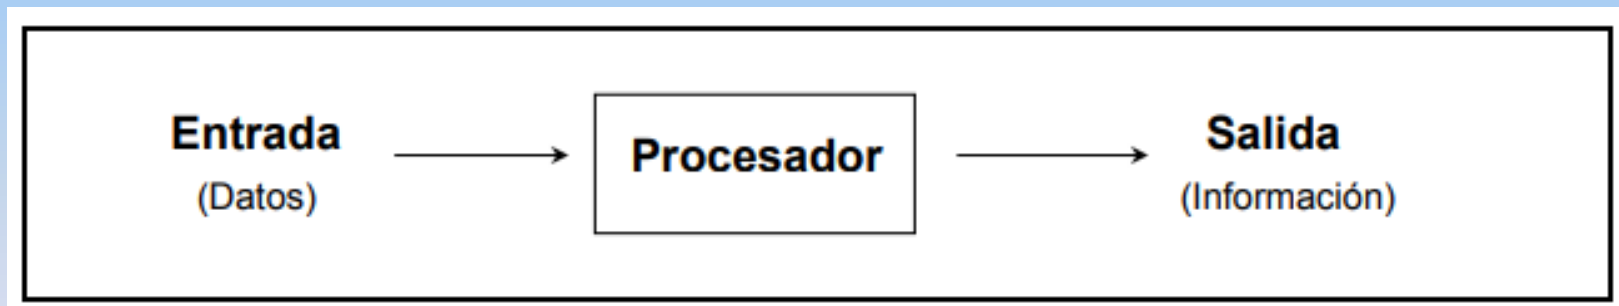 Entrada
(Datos)
Procesador
Salida
(Información)